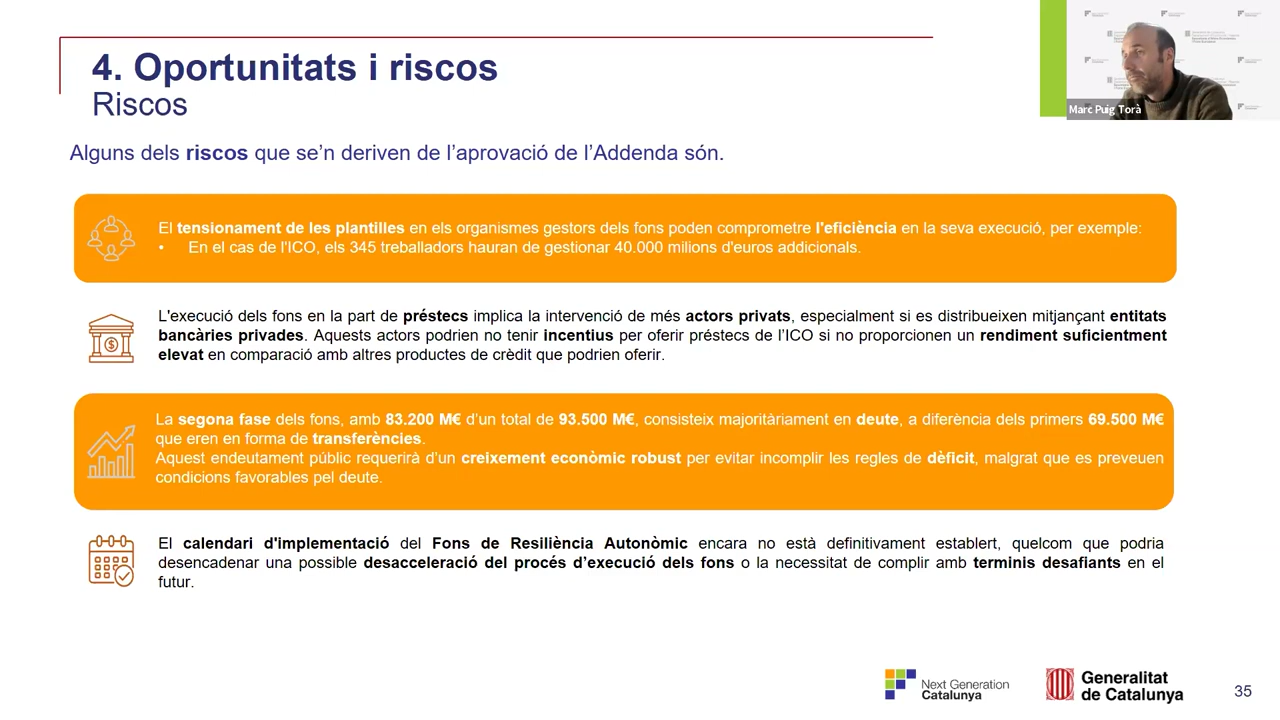 4. Oportunitats i riscos
Riscos
Marc Puig Torà
Alguns dels riscos que se’n deriven de l’aprovació de l’Addenda són.
El tensionament de les plantilles en els organismes gestors dels fons poden comprometre l'eficiència en la seva execució, per exemple:
• En el cas de l'ICO, els 345 treballadors hauran de gestionar 40.000 milions d'euros addicionals.
L'execució dels fons en la part de préstecs implica la intervenció de més actors privats, especialment si es distribueixen mitjançant entitats
bancàries privades. Aquests actors podrien no tenir incentius per oferir préstecs de l’ICO si no proporcionen un rendiment suficientment
elevat en comparació amb altres productes de crèdit que podrien oferir.
La segona fase dels fons, amb 83.200 M€ d’un total de 93.500 M€, consisteix majoritàriament en deute, a diferència dels primers 69.500 M€
que eren en forma de transferències.
Aquest endeutament públic requerirà d'un creixement econòmic robust per evitar incomplir les regles de dèficit, malgrat que es preveuen
condicions favorables pel deute.
El calendari d'implementació del Fons de Resiliència Autonòmic encara no està definitivament establert, quelcom que podria
desencadenar una possible desacceleració del procés d’execució dels fons o la necessitat de complir amb terminis desafiants en el
futur.
Next Generation
Catalunya
Generalitat
de Catalunya
35